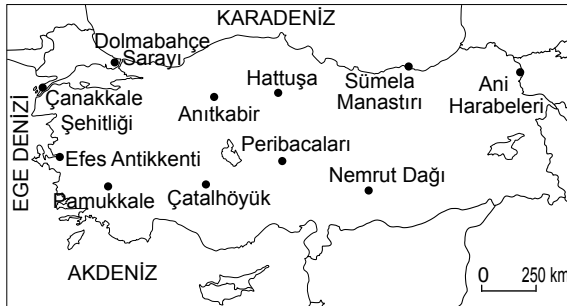 KARADENİZ
Dolmabahçe
Sarayı
Hattuşa
Sümela
Manastırı
Ani
Harabeleri
Çanakkale
Şehitliği
Anıtkabir
EGE DENİZİ
Efes Antikkenti
Peribacaları
Pamukkale
Çatalhöyük
Nemrut Dağı
AKDENİZ
0 250 km